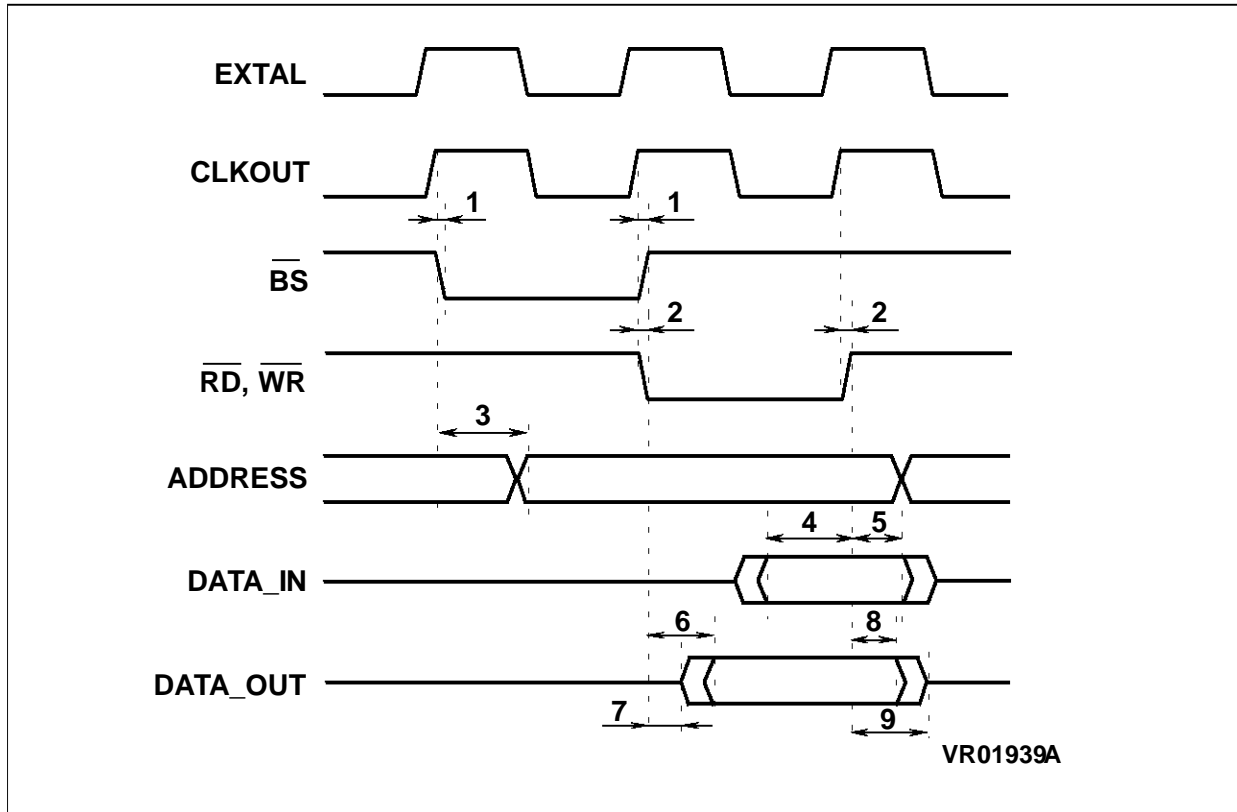 EXTAL
CLKOUT
1 1
BS
2 2
RD, WR
3
ADDRESS
4 5
DATA_IN
6 8
DATA_OUT
7 9
VR01939A